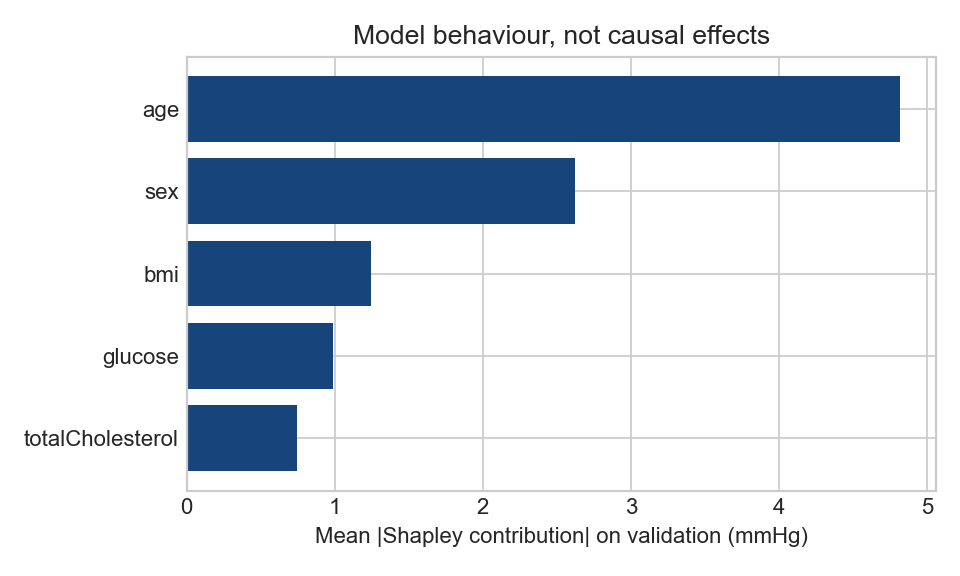 Model behaviour, not causal effects
age
sex
bmi
glucose
totalCholesterol
0 1 2 3 4 5
Mean |Shapley contribution| on validation (mmHg)